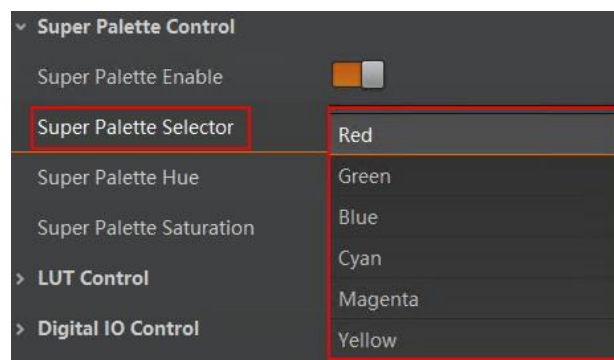 Super Palette Control
Super Palette Enable
Super Palette Selector
Red
Super Palette Hue
Green
Super Palette Saturation
Blue
Cyan
LUT Control
Magenta
Digital IO Control
Yellow